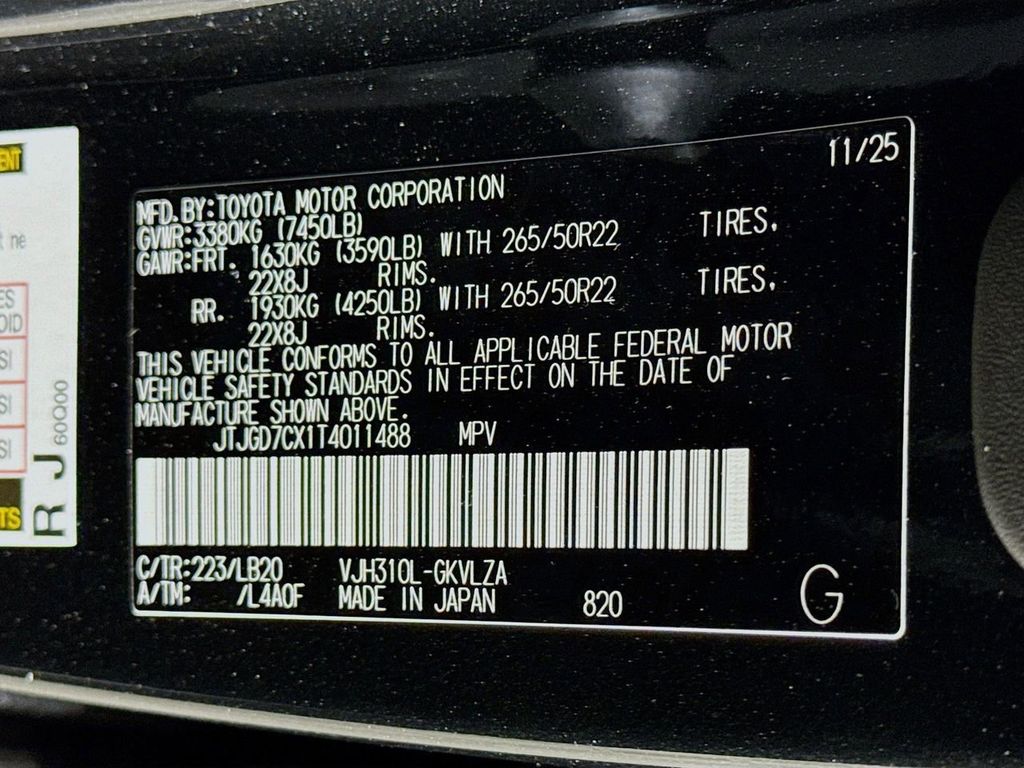 11/25
MFD.BY:TOYOTA MOTOR CORPORATION
GVWR:3380KG (7450LB)
GAWR:FRT. 1630KG (3590LB) WITH 265/50R22 TIRES.
22X8J RIMS.
RR. 1930KG (4250LB) WITH 265/50R22 TIRES.
22X8J RIMS.
THIS VEHICLE CONFORMS TO ALL APPLICABLE FEDERAL MOTOR
VEHICLE SAFETY STANDARDS IN EFFECT ON THE DATE OF
MANUFACTURE SHOWN ABOVE.
JTJGD7CX1T4011488 MPV
C/TR:223/LB20 VJH310L-GKVLZA
A/TM: /L4A0F MADE IN JAPAN 820 G
RJ
60Q00